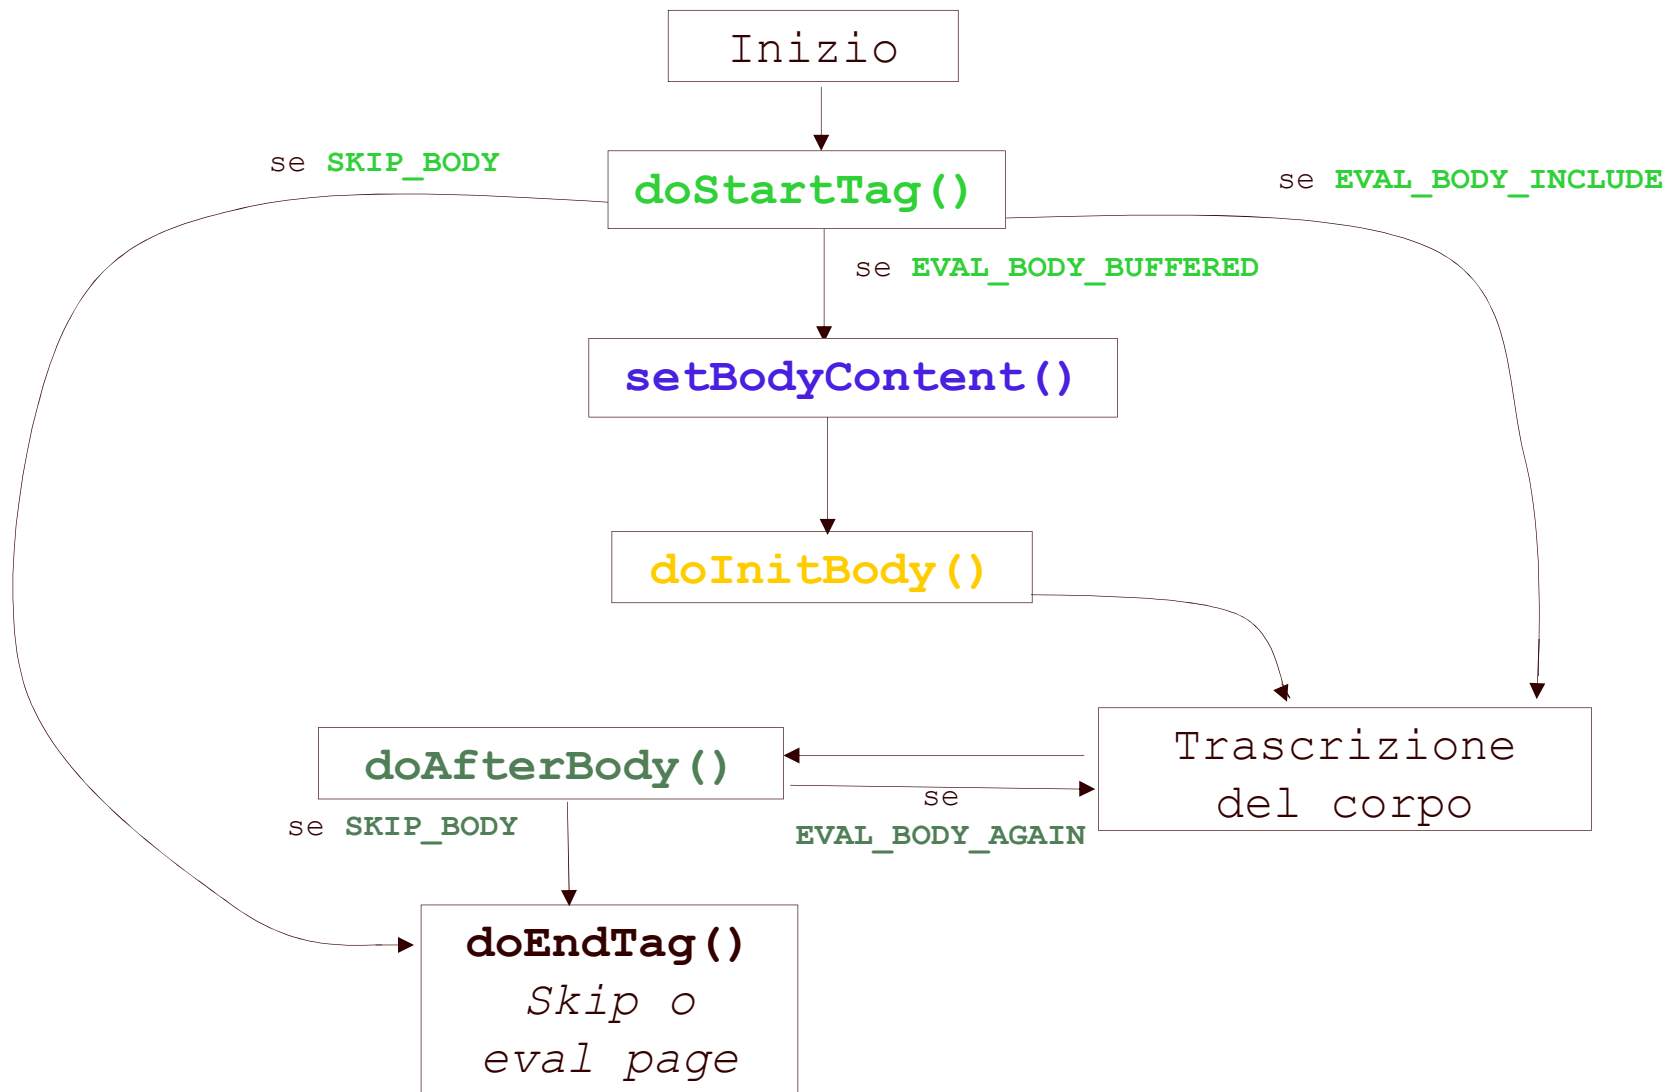 Inizio
se SKIP_BODY
doStartTag()
se EVAL_BODY_INCLUDE
se EVAL_BODY_BUFFERED
setBodyContent()
doInitBody()
Trascrizione
del corpo
doAfterBody()
se
EVAL_BODY_AGAIN
se SKIP_BODY
doEndTag()
Skip o
eval page